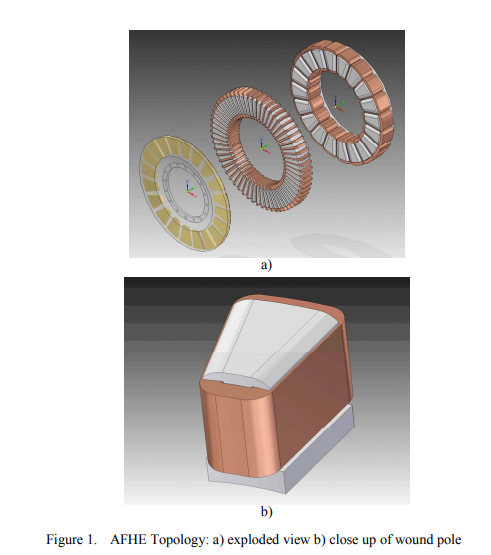 a)
b)
Figure 1. AFHE Topology: a) exploded view b) close up of wound pole